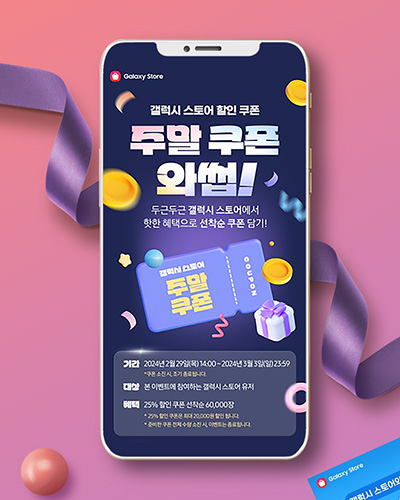 Galaxy Store
갤럭시 스토어 할인 쿠폰
주말 쿠폰
와썹!
두근두근 갤럭시 스토어에서
핫한 혜택으로 선착순 쿠폰 담기!
갤럭시 스토어
주말
쿠폰
COUPON
기간 2024년 2월 29일(목) 14:00 ~ 2024년 3월 3일(일) 23:59
*쿠폰 소진 시, 조기 종료됩니다.
대상 본 이벤트에 참여하는 갤럭시 스토어 유저
혜택 25% 할인 쿠폰 선착순 60,000장
* 25% 할인 쿠폰은 최대 20,000원 할인 됩니다.
* 준비한 쿠폰 전체 수량 소진 시, 이벤트는 종료됩니다.
Galaxy Store
갤럭시 스토어